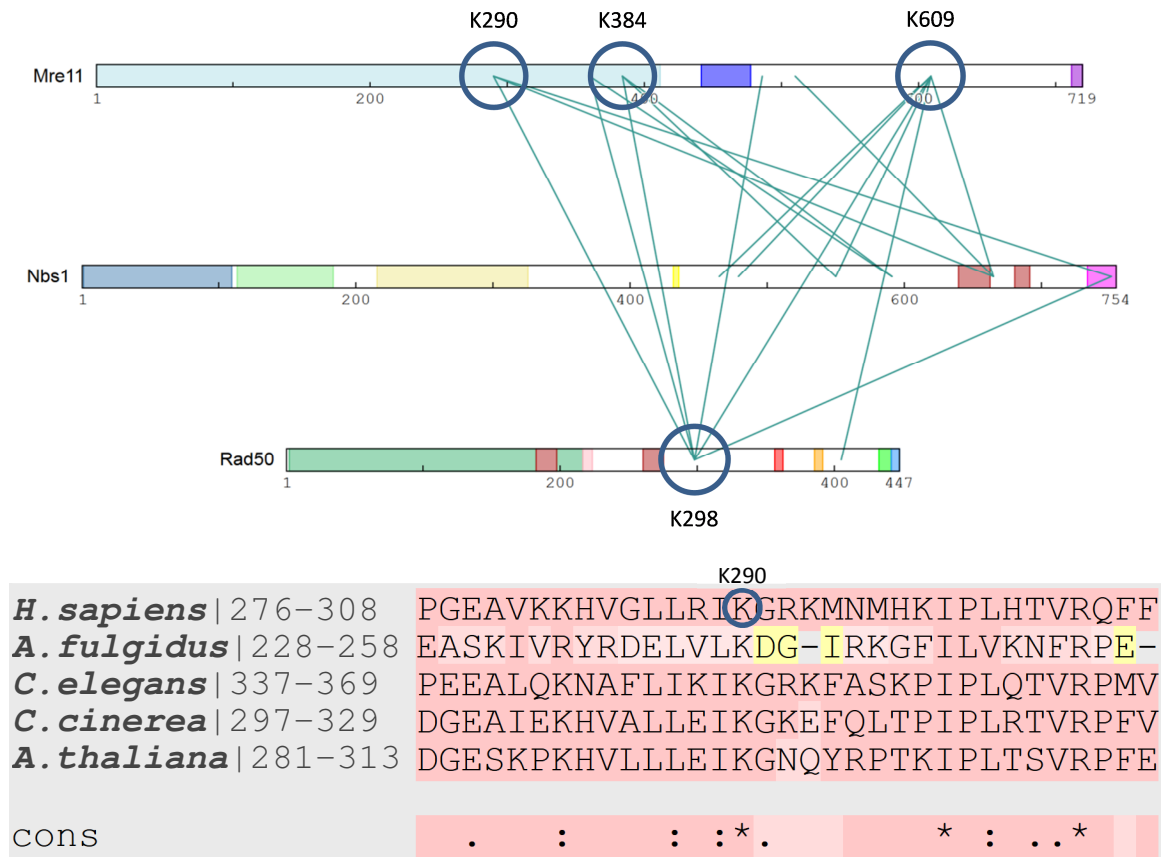 K290 K384 K609
Mre11
1 200 400 600 719
Nbs1
1 200 400 600 754
Rad50
1 200 400 447
K298
K290
H.sapiens|276-308 PGEAVKKHVGLLRIKGRKMNMHKIPLHTVRQFF
A.fulgidus|228-258 EASKIVRYRDELVLKDG-IRKGFILVKNFRPE-
C.elegans|337-369 PEEALQKNAFLIKIKGRKFASKPIPLQTVRPMV
C.cinerea|297-329 DGEAIEKHVALLEIKGKEFQLTPIPLRTVRPFV
A.thaliana|281-313 DGESKPKHVLLLEIKGNQYRPTKIPLTSVRPFE
cons . : : :*. * : ..*